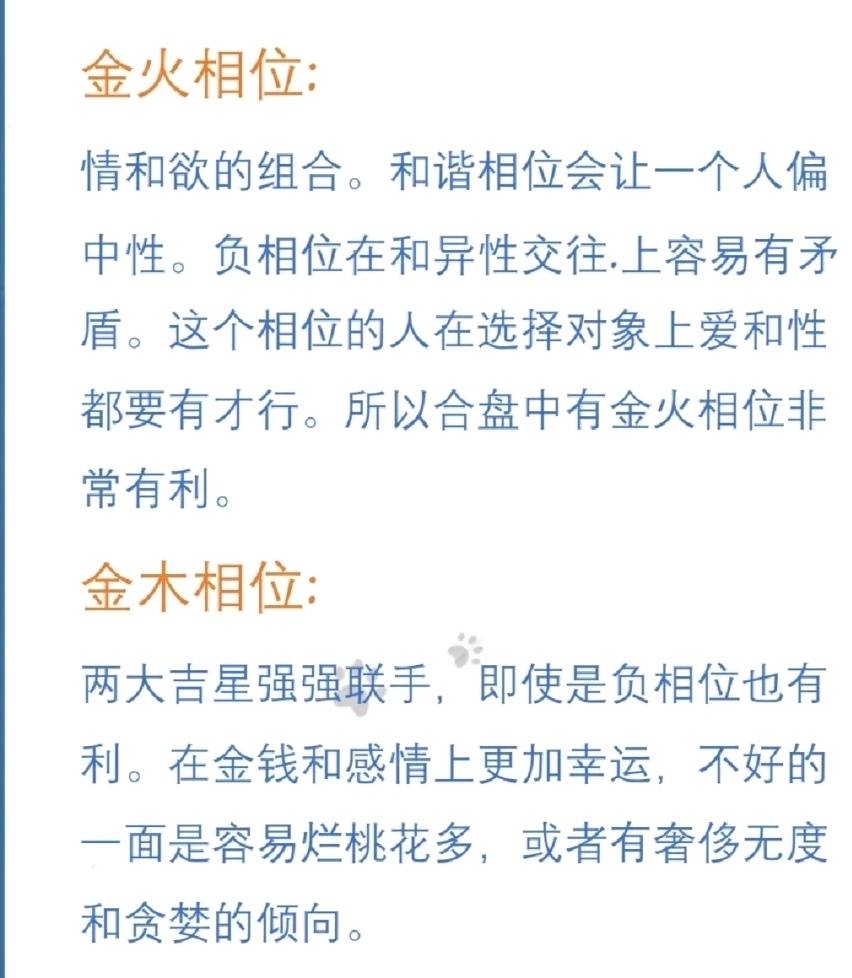 金火相位:
情和欲的组合。和谐相位会让一个人偏
中性。负相位在和异性交往.上容易有矛
盾。这个相位的人在选择对象上爱和性
都要有才行。所以合盘中有金火相位非
常有利。
金木相位:
两大吉星强强联手，即使是负相位也有
利。在金钱和感情上更加幸运，不好的
一面是容易烂桃花多，或者有奢侈无度
和贪婪的倾向。